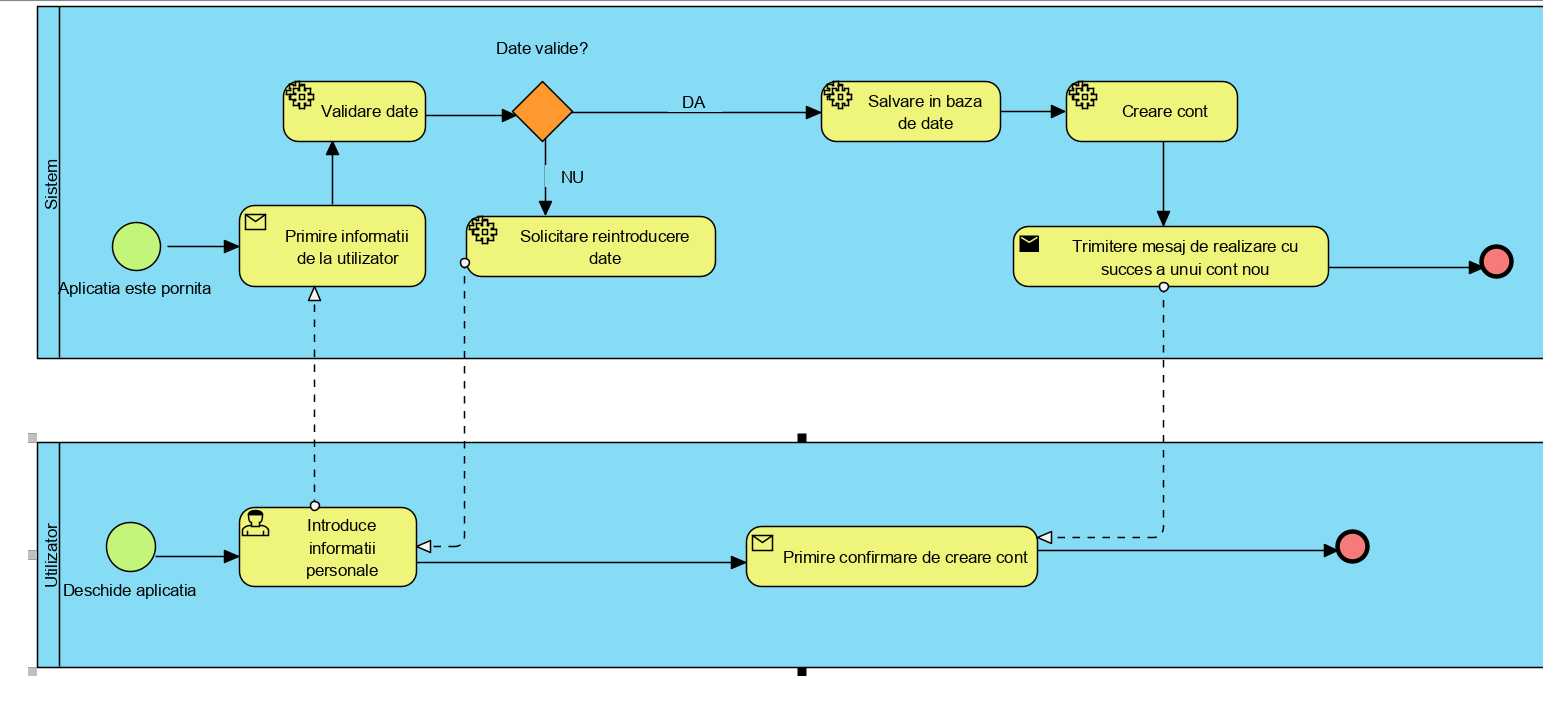 Sistem
Date valide?
Validare date
DA
Salvare in baza
de date
Creare cont
NU
Primire informatii
de la utilizator
Solicitare reintroducere
date
Trimitere mesaj de realizare cu
succes a unui cont nou
Aplicatia este pornita
Utilizator
Introduce
informatii
personale
Primire confirmare de creare cont
Deschide aplicatia